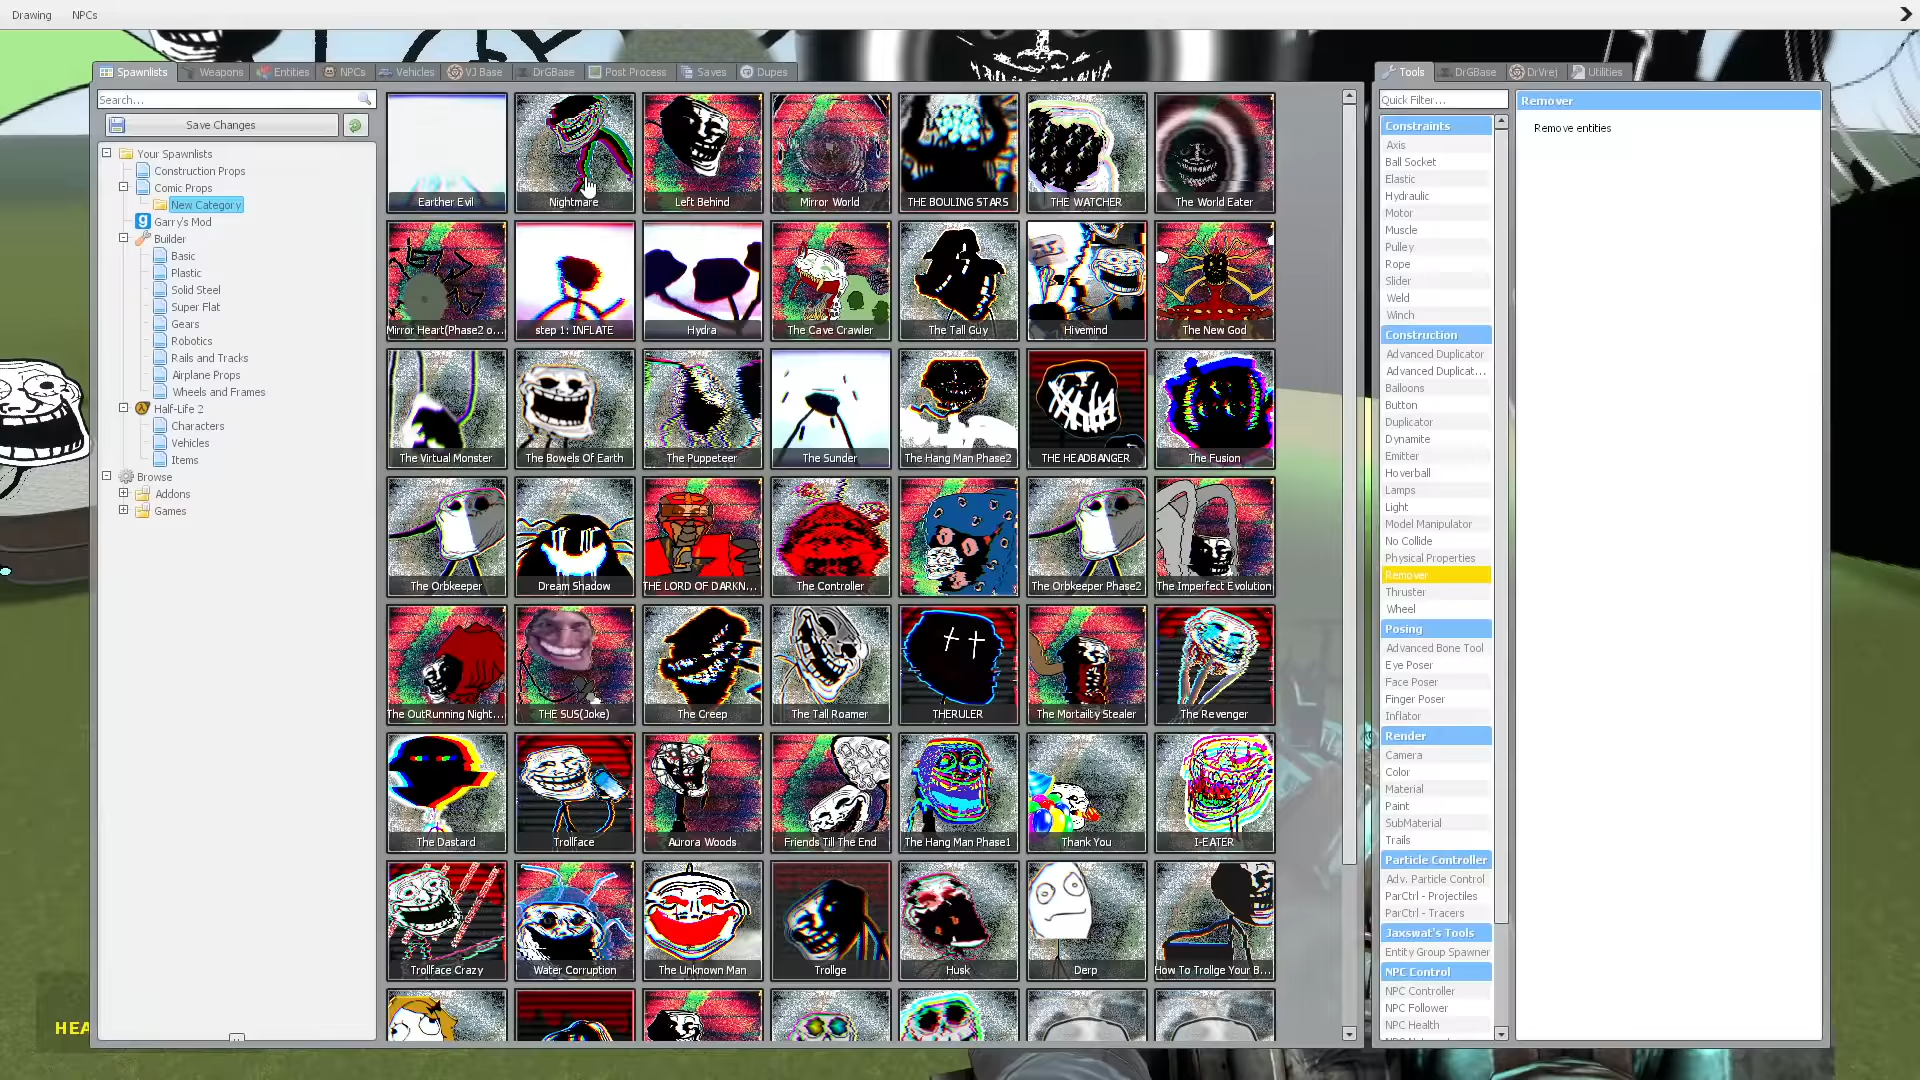 Drawing NPCs
Spawnlists Weapons Entities NPCs Vehicles VJ Base DrGBase Post Process Saves Dupes
Tools DrGBase DrVrej Utilities
Search...
Save Changes
Your Spawnlists
Construction Props
Comic Props
New Category
Garry's Mod
Builder
Basic
Plastic
Solid Steel
Super Flat
Gears
Robotics
Rails and Tracks
Airplane Props
Wheels and Frames
Half-Life 2
Characters
Vehicles
Items
Browse
Addons
Games
Earther Evil Nightmare Left Behind Mirror World THE BOULING STARS THE WATCHER The World Eater
Mirror Heart(Phase2 o... step 1: INFLATE Hydra The Cave Crawler The Tall Guy Hivemind The New God
The Virtual Monster The Bowels Of Earth The Puppeteer The Sunder The Hang Man Phase2 THE HEADBANGER The Fusion
The Orbkeeper Dream Shadow THE LORD OF DARKN... The Controller The Orbkeeper Phase2 The Imperfect Evolution
The OutRunning Night... THE SUS(Joke) The Creep The Tall Roamer THERULER The Mortailty Stealer The Revenger
The Dastard Trollface Aurora Woods Friends Till The End The Hang Man Phase1 Thank You I-EATER
Trollface Crazy Water Corruption The Unknown Man Trollge Husk Derp How To Trollge Your B...
Quick Filter...
Constraints
Axis
Ball Socket
Elastic
Hydraulic
Motor
Muscle
Pulley
Rope
Slider
Weld
Winch
Construction
Advanced Duplicator
Advanced Duplicat...
Balloons
Button
Duplicator
Dynamite
Emitter
Hoverball
Lamps
Light
Model Manipulator
No Collide
Physical Properties
Remover
Thruster
Wheel
Posing
Advanced Bone Tool
Eye Poser
Face Poser
Finger Poser
Inflator
Render
Camera
Color
Material
Paint
SubMaterial
Trails
Particle Controller
Adv. Particle Control
ParCtrl - Projectiles
ParCtrl - Tracers
Jaxswat's Tools
Entity Group Spawner
NPC Control
NPC Controller
NPC Follower
NPC Health
Remover
Remove entities
HEA